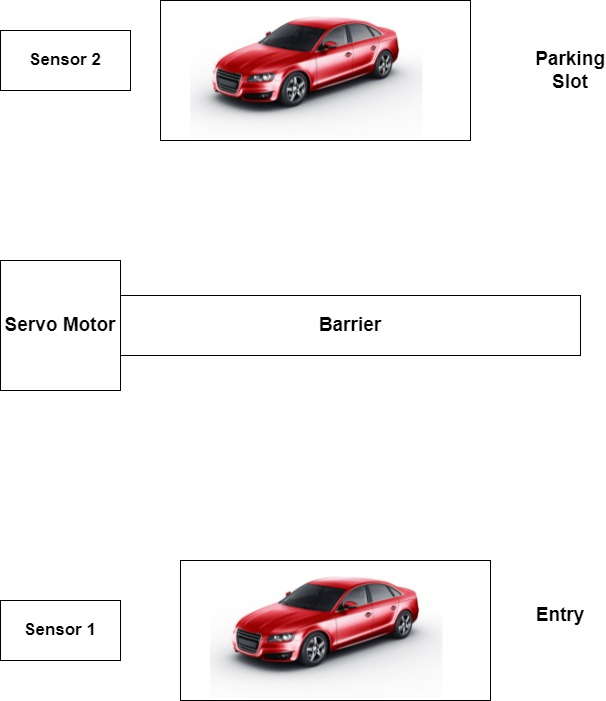 Sensor 2
Parking
Slot
Servo Motor
Barrier
Sensor 1
Entry